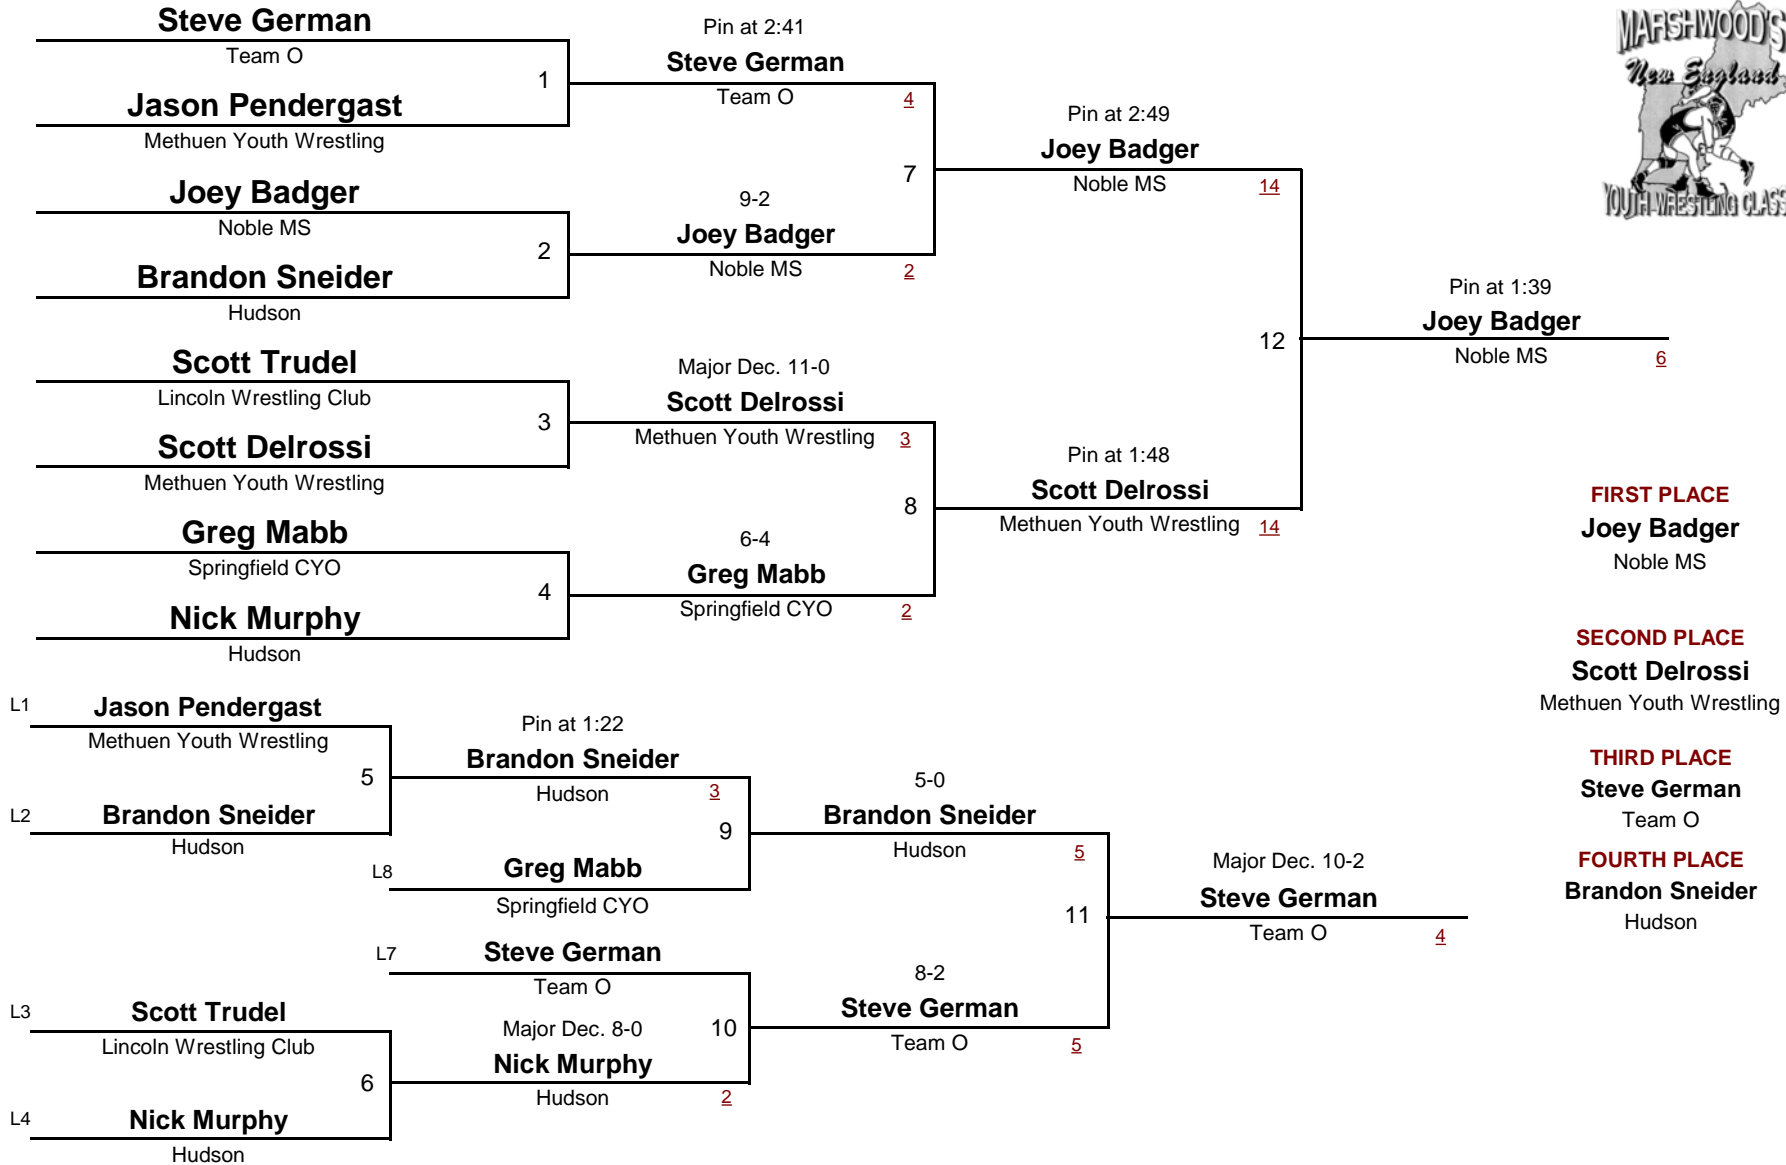 Steve German
Team O
1
Jason Pendergast
Methuen Youth Wrestling
Pin at 2:41
Steve German
Team O
4
Joey Badger
Noble MS
2
Brandon Sneider
Hudson
9-2
Joey Badger
Noble MS
2
7
Pin at 2:49
Joey Badger
Noble MS
14
Scott Trudel
Lincoln Wrestling Club
3
Scott Delrossi
Methuen Youth Wrestling
Major Dec. 11-0
Scott Delrossi
Methuen Youth Wrestling
3
Greg Mabb
Springfield CYO
4
Nick Murphy
Hudson
6-4
Greg Mabb
Springfield CYO
2
8
Pin at 1:48
Scott Delrossi
Methuen Youth Wrestling
14
12
Pin at 1:39
Joey Badger
Noble MS
6
MARSHWOOD'S
New England
YOUTH WRESTLING CLASS
FIRST PLACE
Joey Badger
Noble MS
SECOND PLACE
Scott Delrossi
Methuen Youth Wrestling
THIRD PLACE
Steve German
Team O
FOURTH PLACE
Brandon Sneider
Hudson
L1
Jason Pendergast
Methuen Youth Wrestling
5
L2
Brandon Sneider
Hudson
Pin at 1:22
Brandon Sneider
Hudson
3
9
L8
Greg Mabb
Springfield CYO
5-0
Brandon Sneider
Hudson
5
L7
Steve German
Team O
L3
Scott Trudel
Lincoln Wrestling Club
6
L4
Nick Murphy
Hudson
Major Dec. 8-0
Nick Murphy
Hudson
2
10
8-2
Steve German
Team O
5
11
Major Dec. 10-2
Steve German
Team O
4